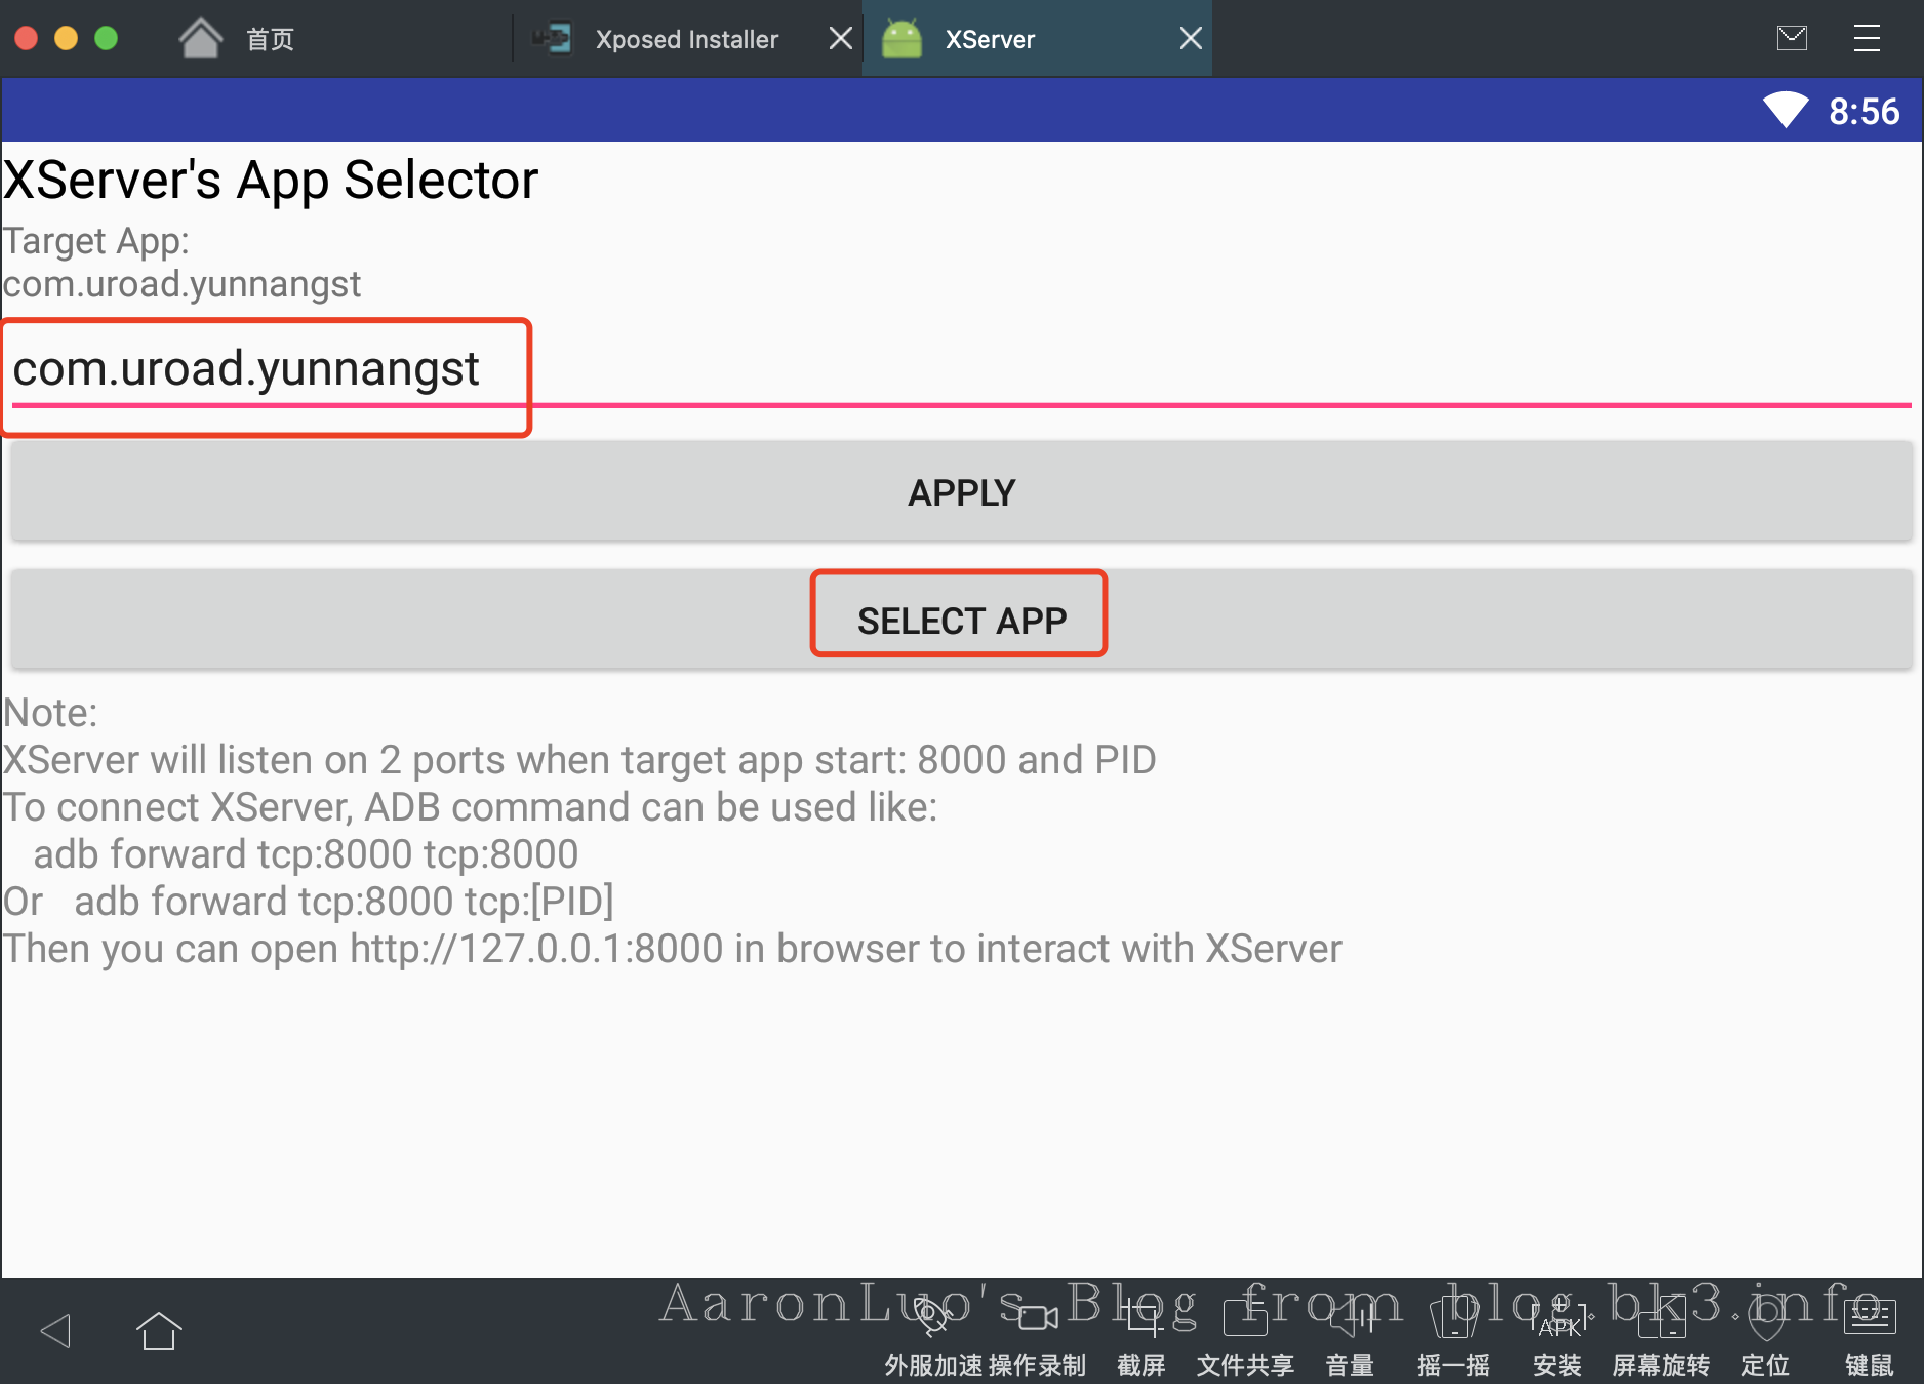 首页
Xposed Installer
XServer
8:56
XServer's App Selector
Target App:
com.uroad.yunnangst
com.uroad.yunnangst
APPLY
SELECT APP
Note:
XServer will listen on 2 ports when target app start: 8000 and PID
To connect XServer, ADB command can be used like:
adb forward tcp:8000 tcp:8000
Or adb forward tcp:8000 tcp:[PID]
Then you can open http://127.0.0.1:8000 in browser to interact with XServer
AaronLuo's Blog from blog.bk3.info
APK
外服加速 操作录制 截屏 文件共享 音量 摇一摇 安装 屏幕旋转 定位 键鼠